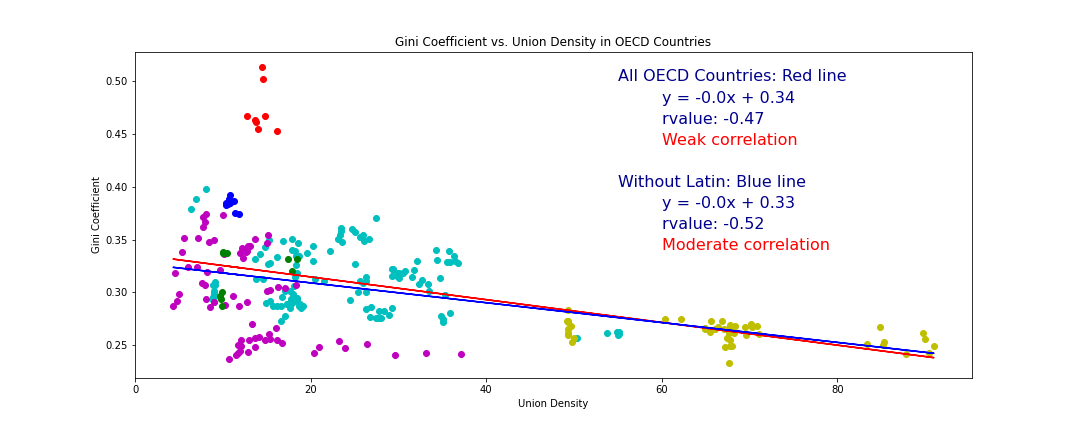 Gini Coefficient vs. Union Density in OECD Countries
All OECD Countries: Red line
y = -0.0x + 0.34
rvalue: -0.47
Weak correlation
Without Latin: Blue line
y = -0.0x + 0.33
rvalue: -0.52
Moderate correlation
Gini Coefficient
0.50
0.45
0.40
0.35
0.30
0.25
0 20 40 60 80
Union Density